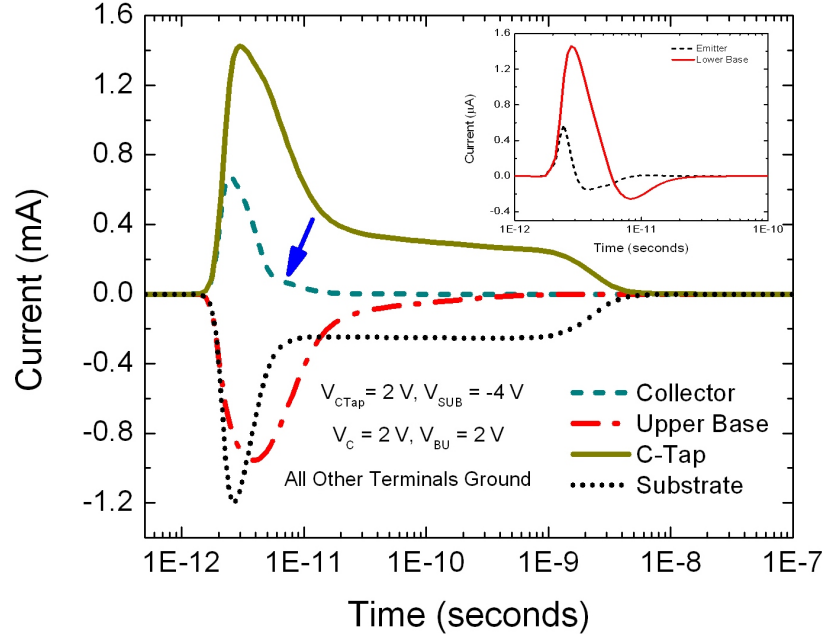 1.6
1.2
0.8
0.4
0.0
-0.4
-0.8
-1.2
Current (mA)
1E-12
1E-11
1E-10
1E-9
1E-8
1E-7
Time (seconds)
V_CTap = 2 V, V_SUB = -4 V
V_C = 2 V, V_BU = 2 V
All Other Terminals Ground
Collector
Upper Base
C-Tap
Substrate
1.6
1.2
0.8
0.4
0.0
-0.4
Current (μA)
1E-12
1E-11
1E-10
Time (seconds)
Emitter
Lower Base